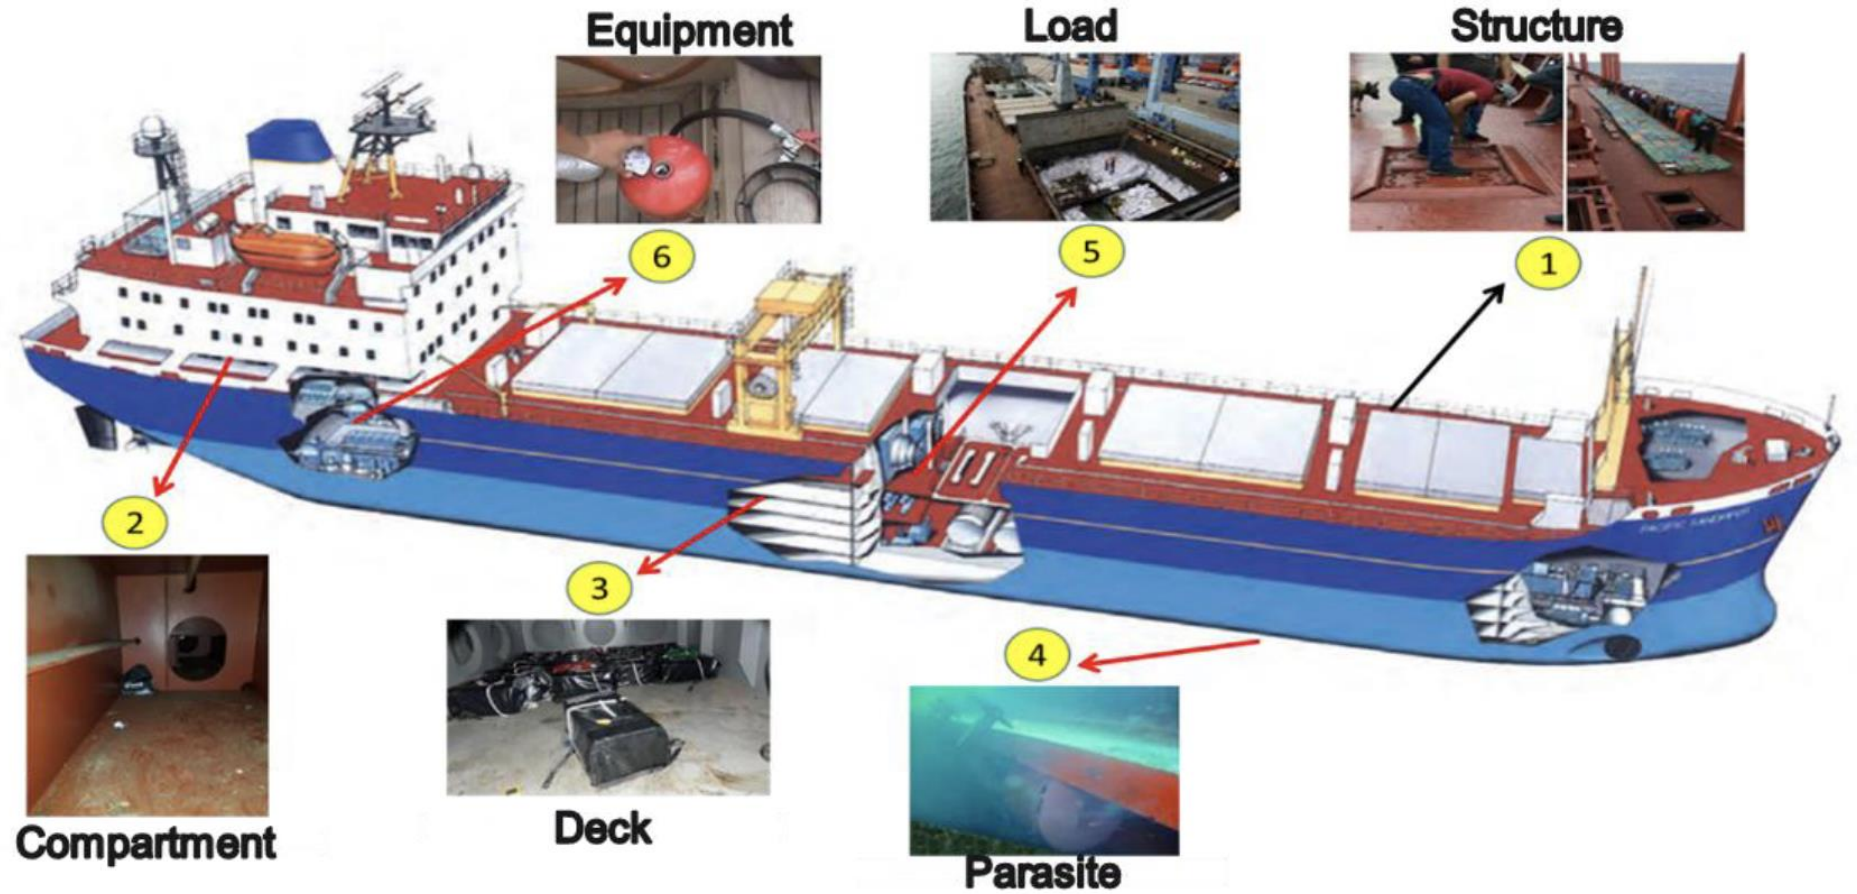 Equipment
Load
Structure
6
5
1
2
3
4
Compartment
Deck
Parasite